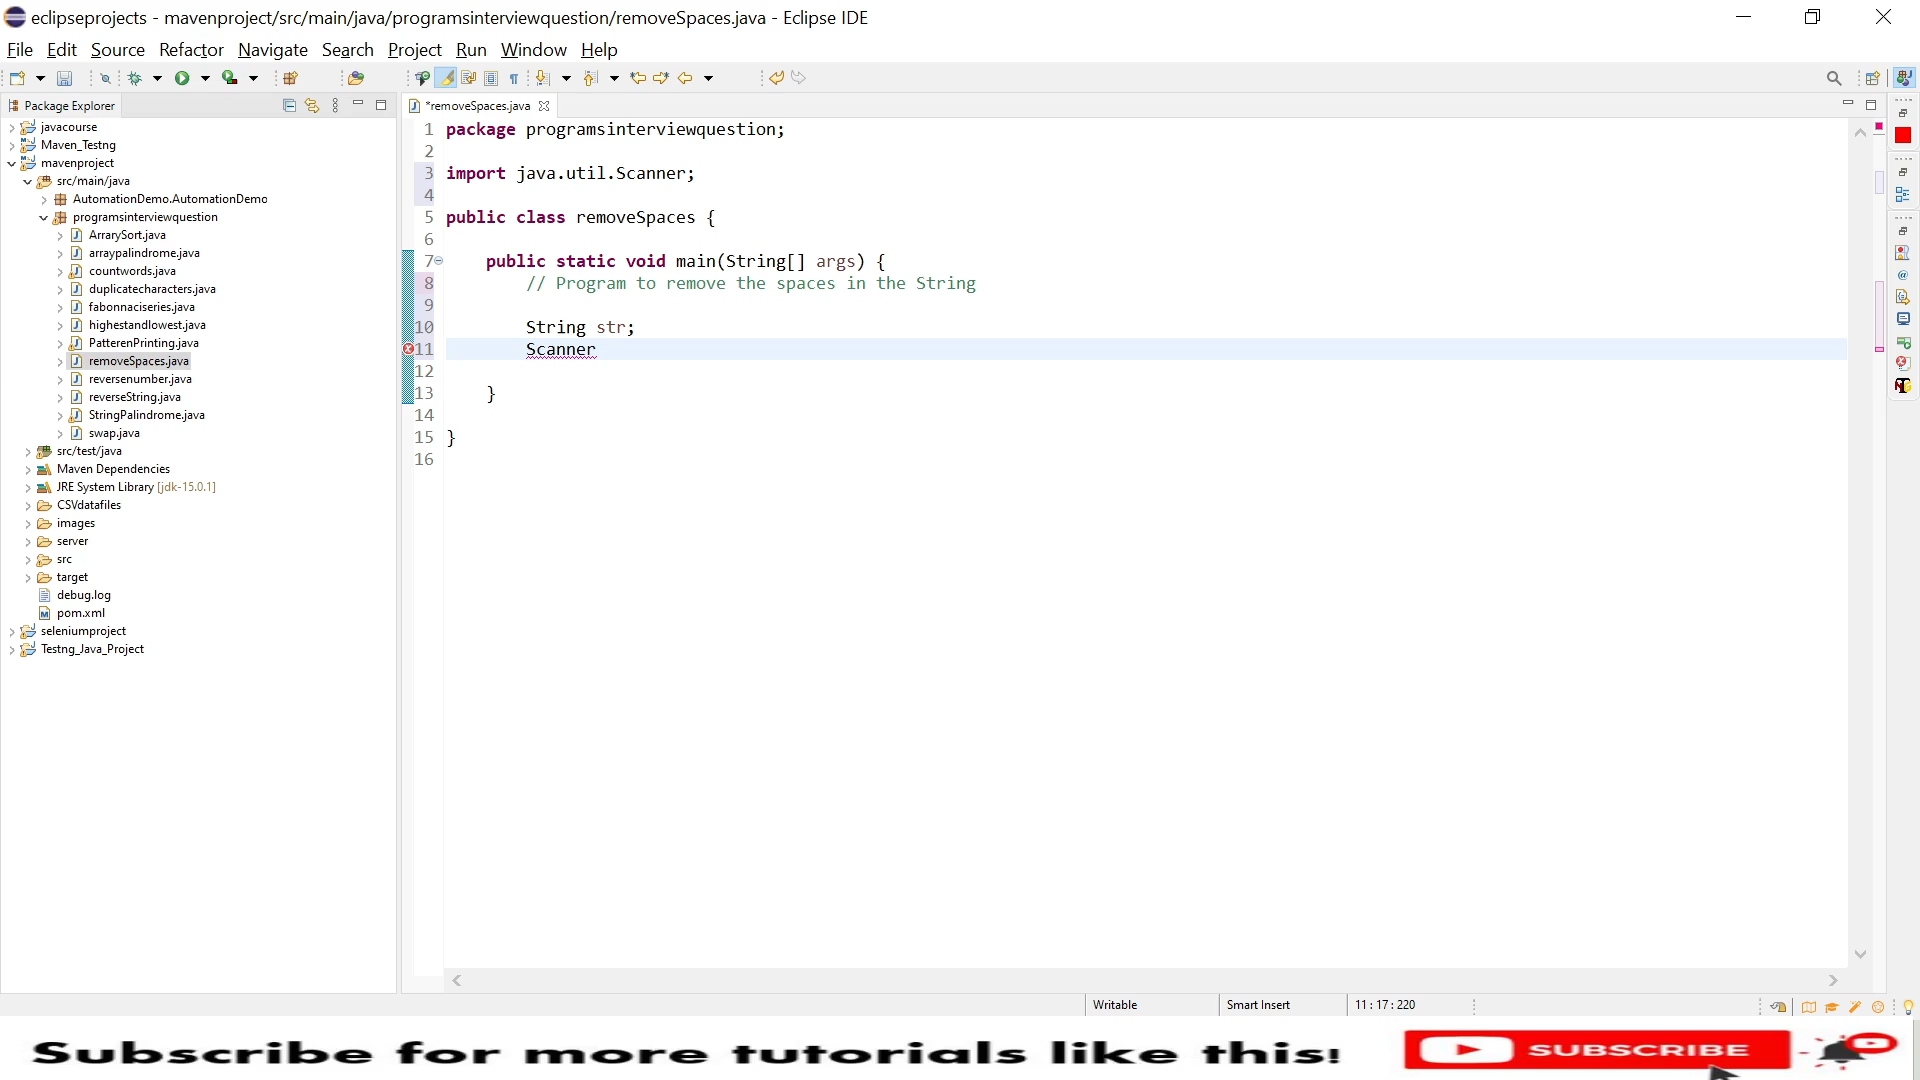 eclipseprojects - mavenproject/src/main/java/programsinterviewquestion/removeSpaces.java - Eclipse IDE
File Edit Source Refactor Navigate Search Project Run Window Help
Package Explorer
*removeSpaces.java
javacourse
Maven_Testng
mavenproject
src/main/java
AutomationDemo.AutomationDemo
programsinterviewquestion
ArrarySort.java
arraypalindrome.java
countwords.java
duplicatecharacters.java
fabonnaciseries.java
highestandlowest.java
PatterenPrinting.java
removeSpaces.java
reversenumber.java
reverseString.java
StringPalindrome.java
swap.java
src/test/java
Maven Dependencies
JRE System Library [jdk-15.0.1]
CSVdatafiles
images
server
src
target
debug.log
pom.xml
seleniumproject
Testng_Java_Project
1 package programsinterviewquestion;
2
3 import java.util.Scanner;
4
5 public class removeSpaces {
6
7 public static void main(String[] args) {
8 // Program to remove the spaces in the String
9
10 String str;
11 Scanner
12
13 }
14
15 }
16
Writable Smart Insert 11 : 17 : 220
Subscribe for more tutorials like this! SUBSCRIBE